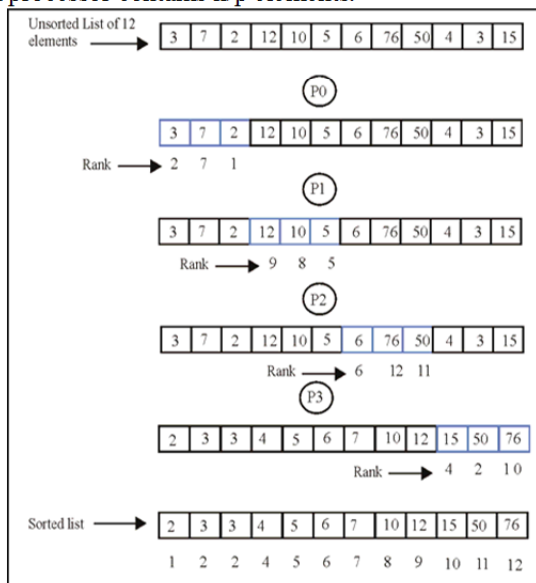 Unsorted List of 12
elements
3 7 2 12 10 5 6 76 50 4 3 15
P0
3 7 2 12 10 5 6 76 50 4 3 15
Rank 2 7 1
P1
3 7 2 12 10 5 6 76 50 4 3 15
Rank 9 8 5
P2
3 7 2 12 10 5 6 76 50 4 3 15
Rank 6 12 11
P3
2 3 3 4 5 6 7 10 12 15 50 76
Rank 4 2 10
Sorted list 2 3 3 4 5 6 7 10 12 15 50 76
1 2 2 4 5 6 7 8 9 10 11 12